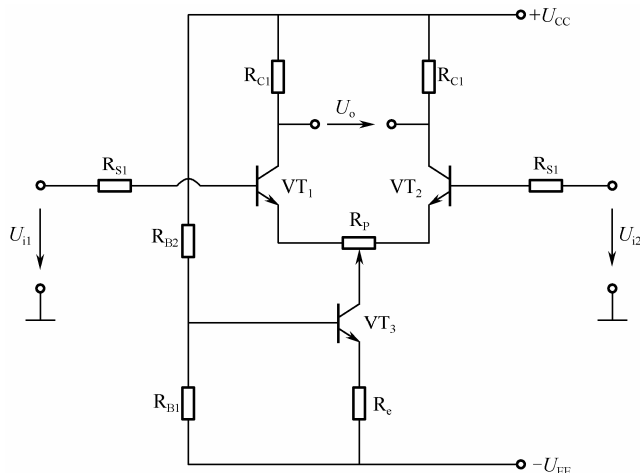 +U_CC
R_C1
R_C1
U_o
R_S1
R_S1
VT_1
VT_2
R_P
U_i1
R_B2
U_i2
VT_3
R_B1
R_e
−U_EE